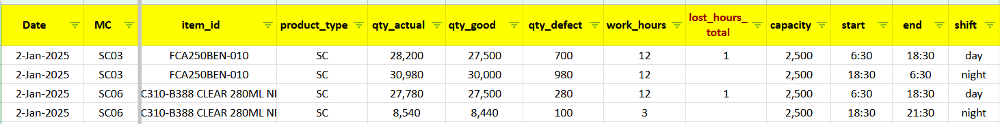 Date MC item_id product_type qty_actual qty_good qty_defect work_hours lost_hours_total capacity start end shift
2-Jan-2025 SC03 FCA250BEN-010 SC 28,200 27,500 700 12 1 2,500 6:30 18:30 day
2-Jan-2025 SC03 FCA250BEN-010 SC 30,980 30,000 980 12 2,500 18:30 6:30 night
2-Jan-2025 SC06 C310-B388 CLEAR 280ML NE SC 27,780 27,500 280 12 1 2,500 6:30 18:30 day
2-Jan-2025 SC06 C310-B388 CLEAR 280ML NE SC 8,540 8,440 100 3 2,500 18:30 21:30 night